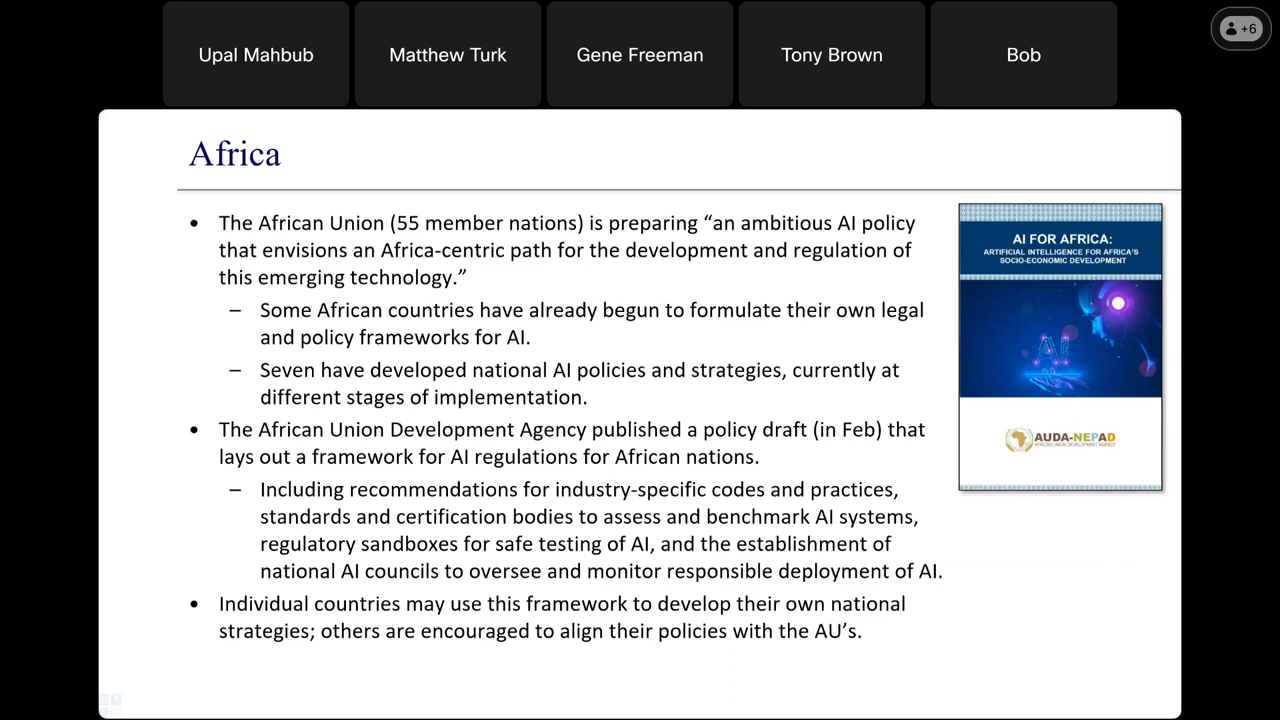 Upal Mahbub
Matthew Turk
Gene Freeman
Tony Brown
Bob
+6
Africa
• The African Union (55 member nations) is preparing “an ambitious AI policy
that envisions an Africa-centric path for the development and regulation of
this emerging technology.”
– Some African countries have already begun to formulate their own legal
and policy frameworks for AI.
– Seven have developed national AI policies and strategies, currently at
different stages of implementation.
• The African Union Development Agency published a policy draft (in Feb) that
lays out a framework for AI regulations for African nations.
– Including recommendations for industry-specific codes and practices,
standards and certification bodies to assess and benchmark AI systems,
regulatory sandboxes for safe testing of AI, and the establishment of
national AI councils to oversee and monitor responsible deployment of AI.
• Individual countries may use this framework to develop their own national
strategies; others are encouraged to align their policies with the AU’s.
AI FOR AFRICA:
ARTIFICIAL INTELLIGENCE FOR AFRICA'S
SOCIO-ECONOMIC DEVELOPMENT
AI
AUDA-NEPAD
AFRICAN UNION DEVELOPMENT AGENCY